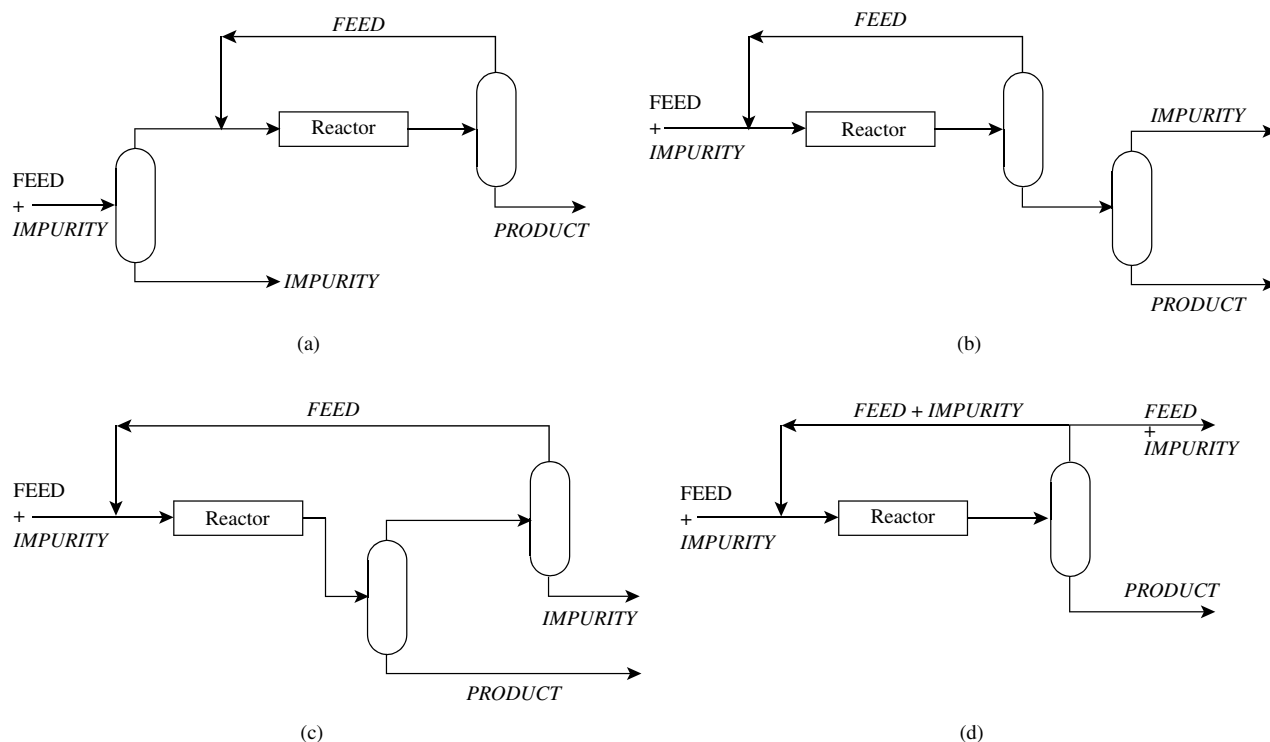 FEED
Reactor
FEED
+
IMPURITY
PRODUCT
IMPURITY
(a)
FEED
FEED
+
IMPURITY
Reactor
IMPURITY
PRODUCT
(b)
FEED
FEED
+
IMPURITY
Reactor
IMPURITY
PRODUCT
(c)
FEED + IMPURITY
FEED
+
IMPURITY
FEED
+
IMPURITY
Reactor
PRODUCT
(d)